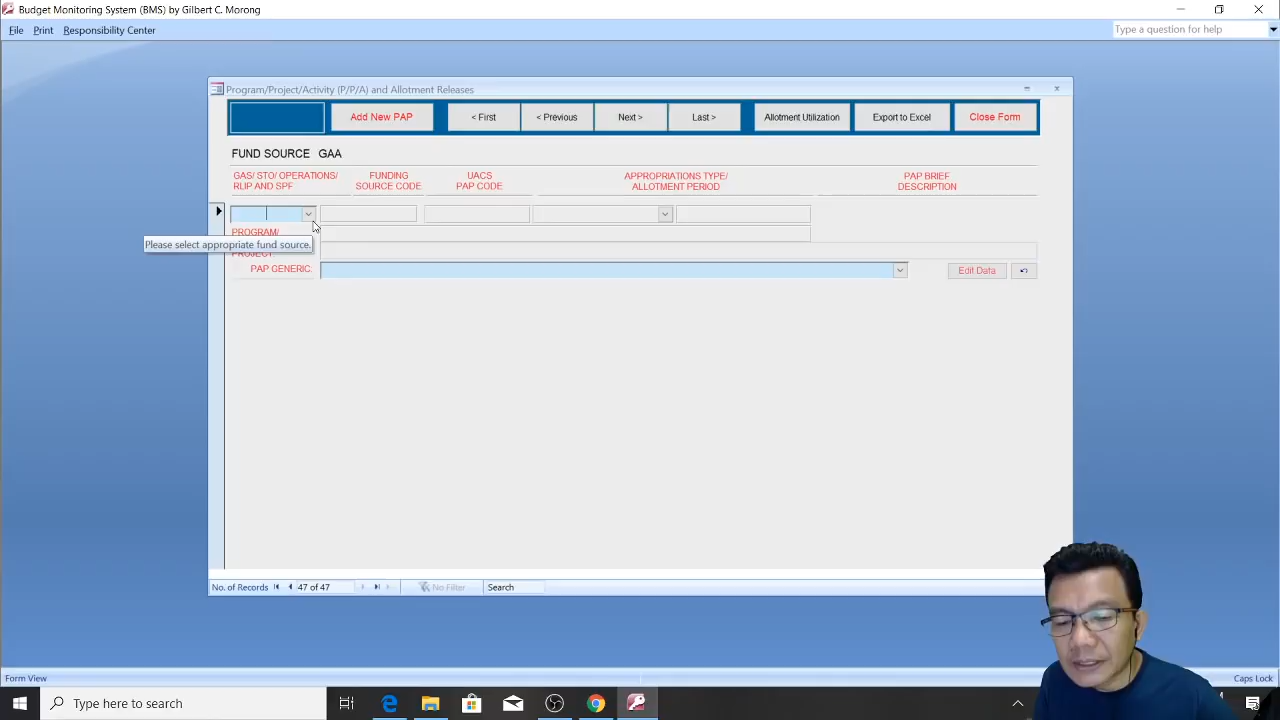 Budget Monitoring System (BMS) by Gilbert C. Morong
File Print Responsibility Center
Type a question for help
Program/Project/Activity (P/P/A) and Allotment Releases
Add New PAP
< First
< Previous
Next >
Last >
Allotment Utilization
Export to Excel
Close Form
FUND SOURCE GAA
GAS/ STO/ OPERATIONS/
RLIP AND SPF
FUNDING
SOURCE CODE
UACS
PAP CODE
APPROPRIATIONS TYPE/
ALLOTMENT PERIOD
PAP BRIEF
DESCRIPTION
PROGRAM/
Please select appropriate fund source.
PROJECT:
PAP GENERIC:
Edit Data
No. of Records 47 of 47 No Filter Search
Form View
Caps Lock
Type here to search